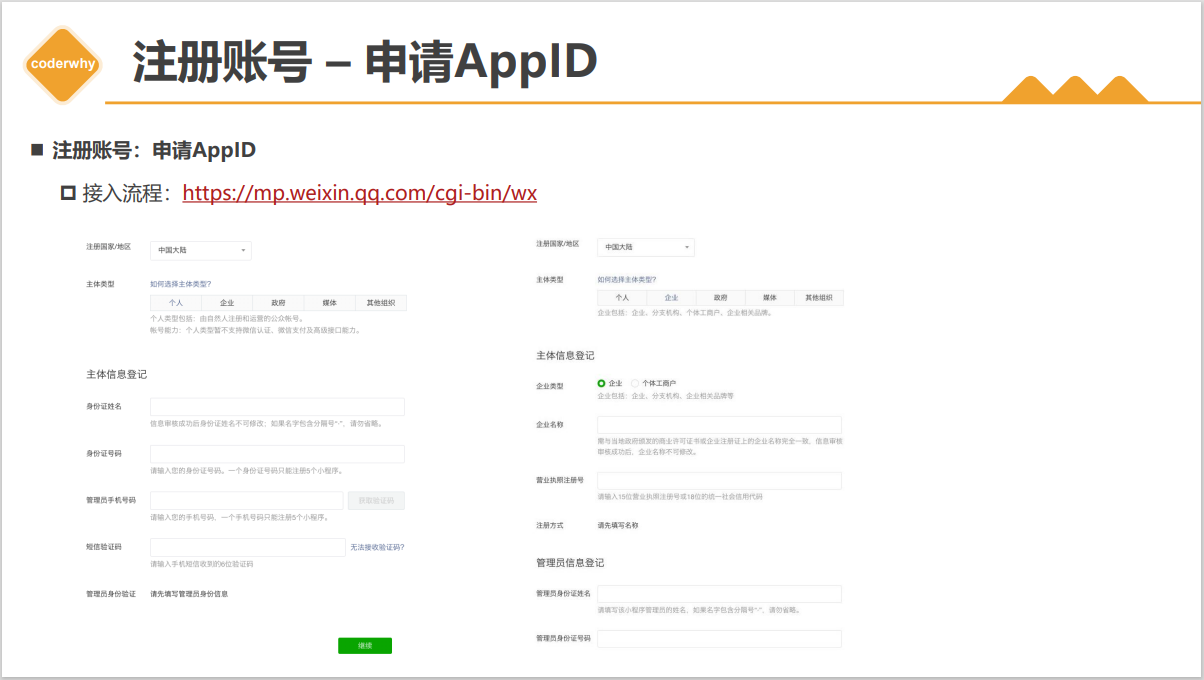 coderwhy
注册账号 – 申请AppID
注册账号：申请AppID
接入流程：https://mp.weixin.qq.com/cgi-bin/wx
注册国家/地区
中国大陆
主体类型
如何选择主体类型?
个人 企业 政府 媒体 其他组织
个人类型包括：由自然人注册和运营的公众帐号。
帐号能力：个人类型暂不支持微信认证、微信支付及高级接口能力。
主体信息登记
身份证姓名
信息审核成功后身份证姓名不可修改；如果名字包含分隔号“·”，请勿省略。
身份证号码
请输入您的身份证号码。一个身份证号码只能注册5个小程序。
管理员手机号码
获取验证码
请输入您的手机号码，一个手机号码只能注册5个小程序。
短信验证码
无法接收验证码?
请输入手机短信收到的6位验证码
管理员身份验证 请先填写管理员身份信息
继续
注册国家/地区
中国大陆
主体类型
如何选择主体类型?
个人 企业 政府 媒体 其他组织
企业包括：企业、分支机构、个体工商户、企业相关品牌。
主体信息登记
企业类型
企业 个体工商户
企业包括：企业、分支机构、企业相关品牌等
企业名称
需与当地政府颁发的商业许可证书或企业注册证上的企业名称完全一致，信息审核
审核成功后，企业名称不可修改。
营业执照注册号
请输入15位营业执照注册号或18位的统一社会信用代码
注册方式 请先填写名称
管理员信息登记
管理员身份证姓名
请填写该小程序管理员的姓名，如果名字包含分隔号“·”，请勿省略。
管理员身份证号码